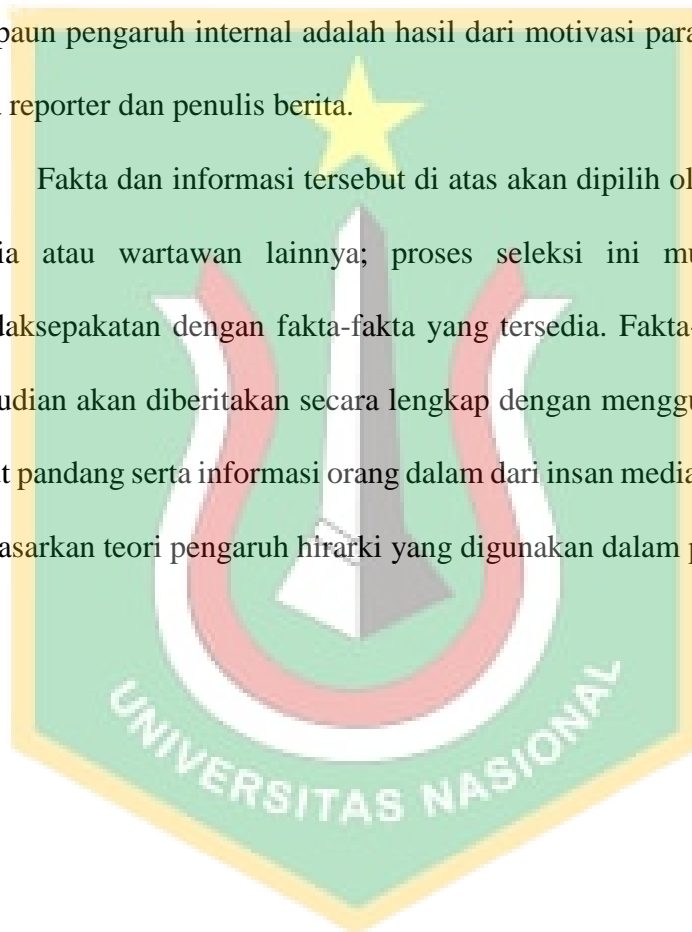 paun pengaruh internal adalah hasil dari motivasi para
reporter dan penulis berita.
Fakta dan informasi tersebut di atas akan dipilih ol
ia atau wartawan lainnya; proses seleksi ini mu
laksepakatan dengan fakta-fakta yang tersedia. Fakta-
udian akan diberitakan secara lengkap dengan menggu
t pandang serta informasi orang dalam dari insan media
asarkan teori pengaruh hirarki yang digunakan dalam p
UNIVERSITAS NASIONAL